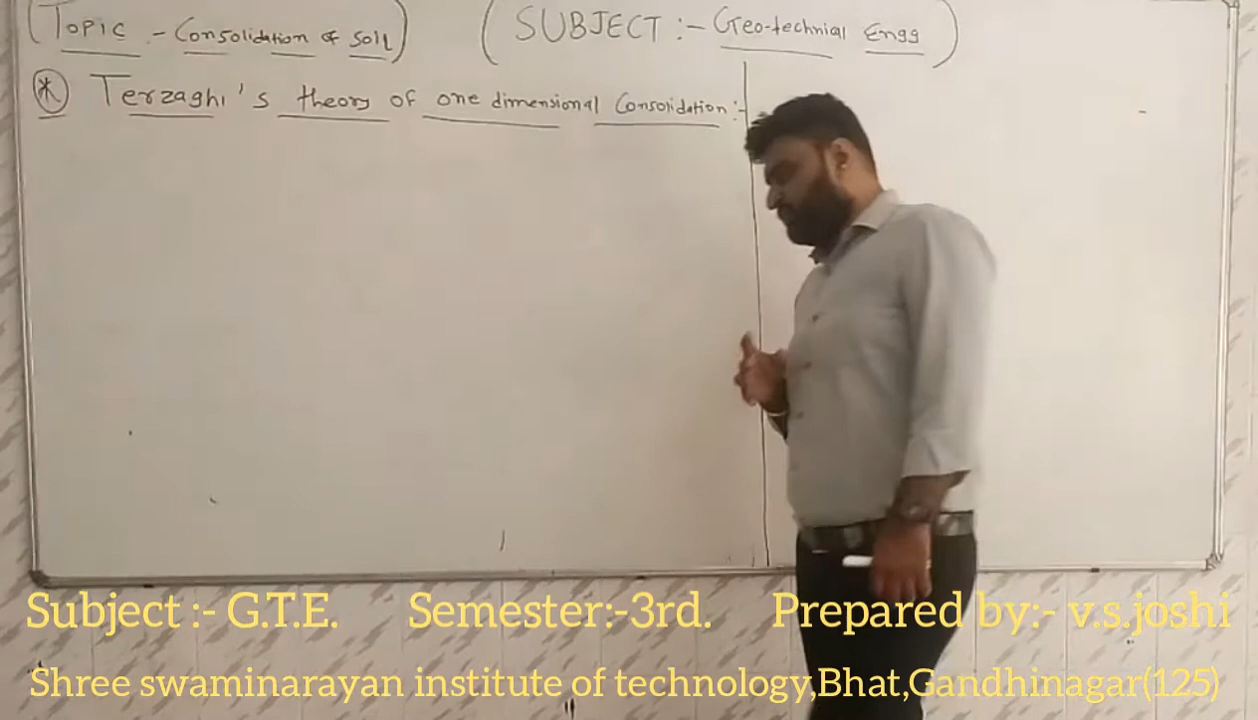 (Topic :- Consolidation of Soil) (SUBJECT :- Geo-technial Engg)
* Terzaghi's theory of one dimensional Consolidation :-
Subject :- G.T.E. Semester:-3rd. Prepared by:- v.s.joshi
Shree swaminarayan institute of technology,Bhat,Gandhinagar(125)